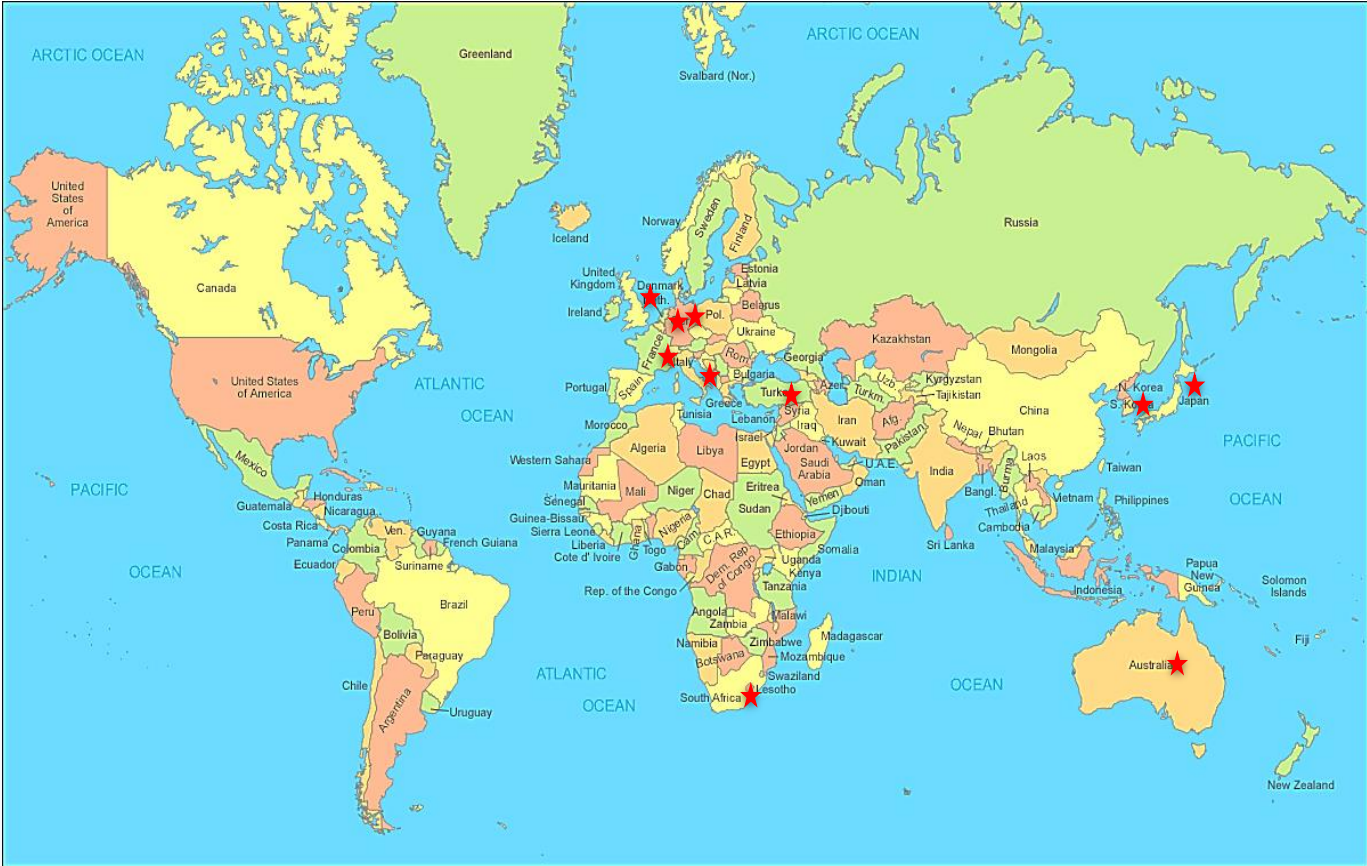 ARCTIC OCEAN
Greenland
Svalbard (Nor.)
ARCTIC OCEAN
United
States
of
America
Canada
Iceland
Norway
Sweden
Finland
Russia
United
Kingdom
Ireland
Denmark
Estonia
Latvia
Belarus
Pol.
Ukraine
France
Italy
Rom.
Bulgaria
Georgia
Kazakhstan
Mongolia
United States
of America
ATLANTIC
OCEAN
Portugal
Spain
Greece
Azer.
Uzb.
Turkm.
Kyrgyzstan
Tajikistan
China
N. Korea
Japan
PACIFIC
OCEAN
Mexico
Morocco
Tunisia
Lebanon
Syria
Iraq
Iran
Afg.
Pakistan
Nepal
Bhutan
Western Sahara
Algeria
Libya
Israel
Egypt
Jordan
Kuwait
Saudi
Arabia
U.A.E.
Oman
Yemen
India
Bangl.
Burma
Laos
Taiwan
Thailand
Vietnam
Cambodia
Philippines
PACIFIC
OCEAN
Honduras
Guatemala
Nicaragua
Costa Rica
Panama
Ven.
Guyana
French Guiana
Suriname
Colombia
Ecuador
Mauritania
Mali
Niger
Chad
Sudan
Eritrea
Djibouti
Senegal
Guinea-Bissau
Sierra Leone
Liberia
Cote d' Ivoire
Ghana
Togo
Nigeria
Cam.
C.A.R.
Ethiopia
Somalia
Sri Lanka
Malaysia
Indonesia
Papua
New
Guinea
Solomon
Islands
Gabon
Rep. of the Congo
Dem. Rep.
of Congo
Uganda
Kenya
Tanzania
INDIAN
OCEAN
Peru
Brazil
Bolivia
Paraguay
Chile
Argentina
Uruguay
ATLANTIC
OCEAN
Angola
Zambia
Malawi
Namibia
Zimbabwe
Botswana
Mozambique
Madagascar
Swaziland
Lesotho
South Africa
Australia
Fiji
New Zealand